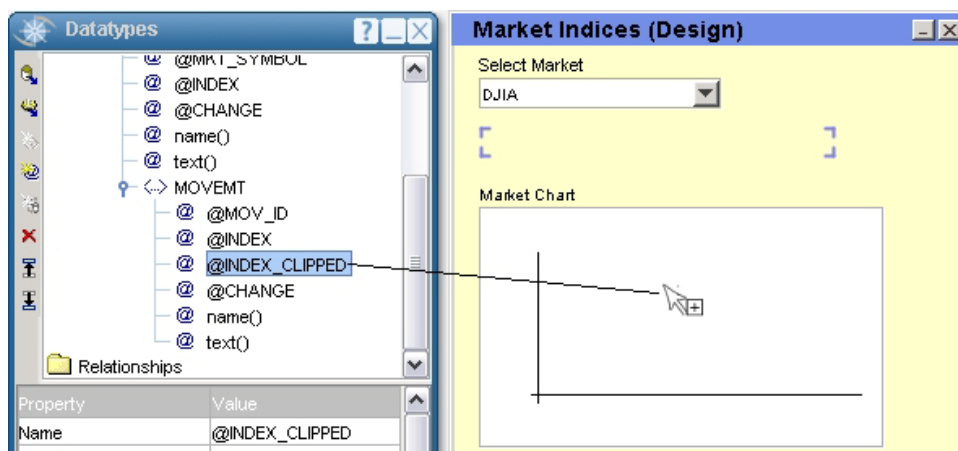 Datatypes
@MKT_SYMBOL
@INDEX
@CHANGE
name()
text()
MOVEMT
@MOV_ID
@INDEX
@INDEX_CLIPPED
@CHANGE
name()
text()
Relationships
Property Value
Name @INDEX_CLIPPED
Market Indices (Design)
Select Market
DJIA
Market Chart